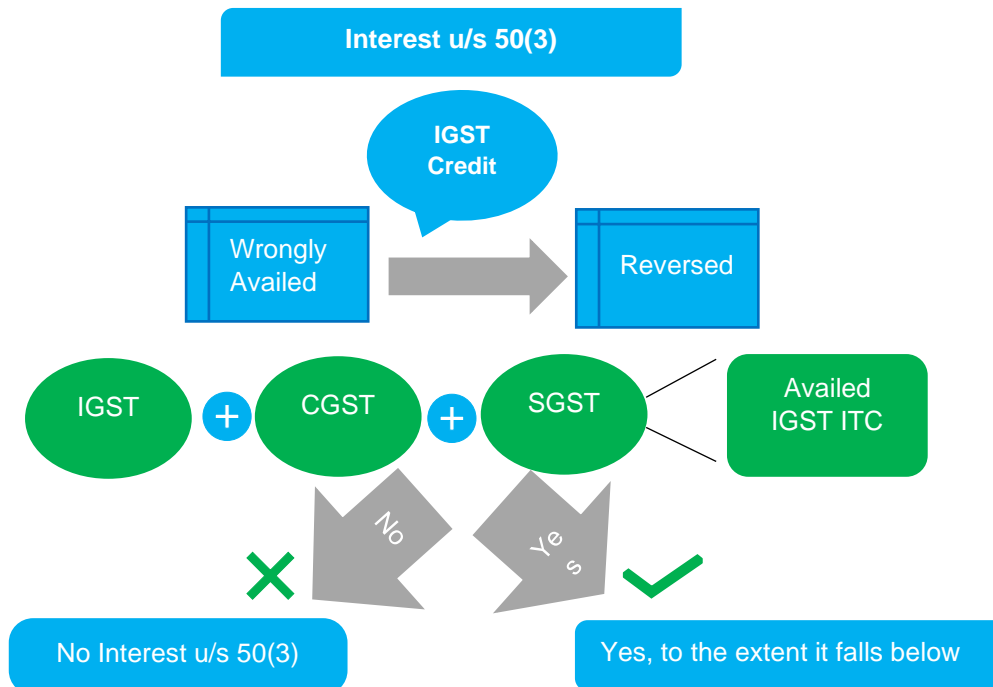 Interest u/s 50(3)
IGST
Credit
Wrongly
Availed
Reversed
IGST
+
CGST
+
SGST
Availed
IGST ITC
No
Ye
s
No Interest u/s 50(3)
Yes, to the extent it falls below